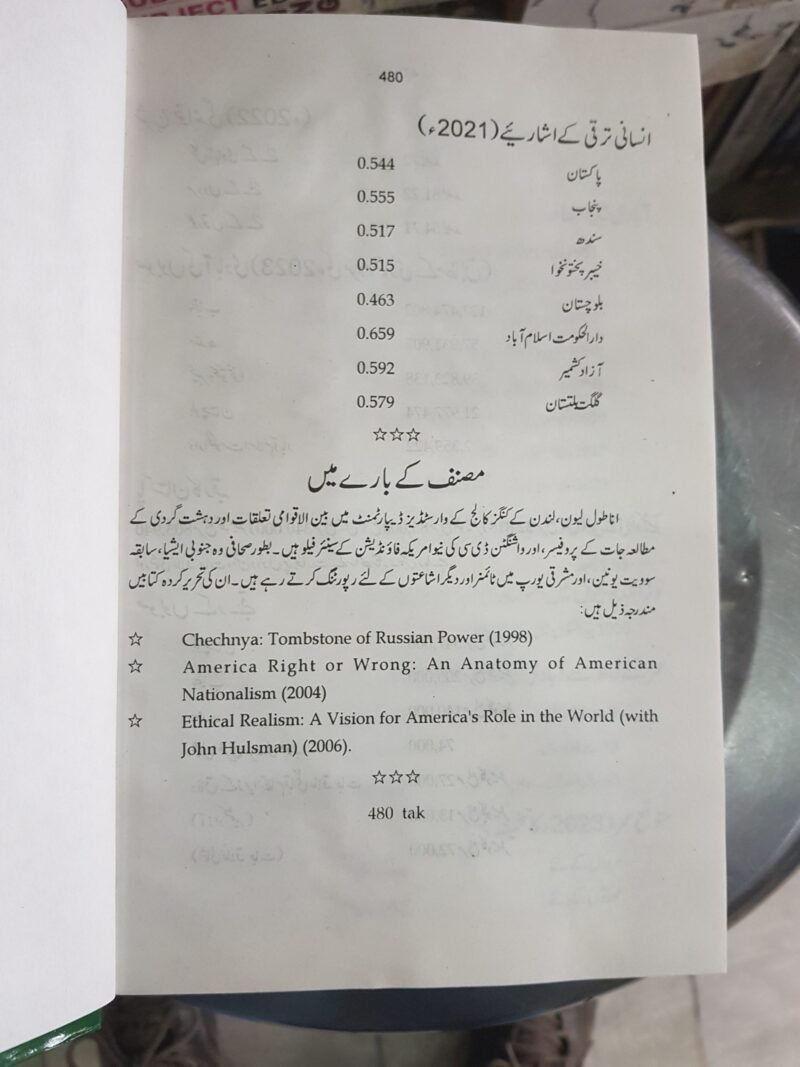 480
انسانی ترقی کے اشاریئے (2021ء)
پاکستان 0.544
پنجاب 0.555
سندھ 0.517
خیبر پختونخوا 0.515
بلوچستان 0.463
دارالحکومت اسلام آباد 0.659
آزاد کشمیر 0.592
گلگت بلتستان 0.579
☆☆☆
مصنف کے بارے میں
اناطول لیون، لندن کے کنگز کالج کے وار سٹڈیز ڈیپارٹمنٹ میں بین الاقوامی تعلقات اور دہشت گردی کے
مطالعہ جات کے پروفیسر، اور واشنگٹن ڈی سی کی نیو امریکہ فاؤنڈیشن کے سینئر فیلو ہیں۔ بطور صحافی وہ جنوبی ایشیا، سابقہ
سوویت یونین، اور مشرقی یورپ میں ٹائمز اور دیگر اشاعتوں کے لئے رپورٹنگ کرتے رہے ہیں۔ ان کی تحریر کردہ کتابیں
مندرجہ ذیل ہیں:
☆ Chechnya: Tombstone of Russian Power (1998)
☆ America Right or Wrong: An Anatomy of American
Nationalism (2004)
☆ Ethical Realism: A Vision for America's Role in the World (with
John Hulsman) (2006).
☆☆☆
480 tak